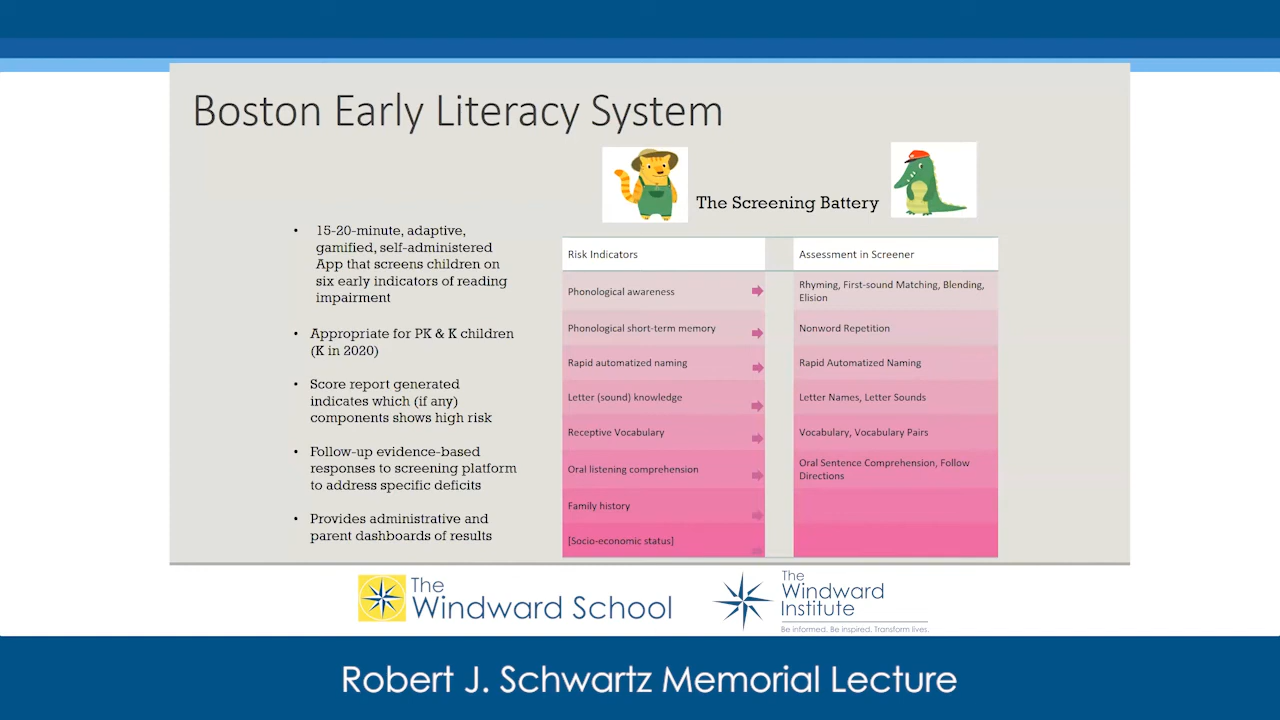 Boston Early Literacy System
The Screening Battery
• 15-20-minute, adaptive,
gamified, self-administered
App that screens children on
six early indicators of reading
impairment
• Appropriate for PK & K children
(K in 2020)
• Score report generated
indicates which (if any)
components shows high risk
• Follow-up evidence-based
responses to screening platform
to address specific deficits
• Provides administrative and
parent dashboards of results
Risk Indicators
Assessment in Screener
Phonological awareness
Rhyming, First-sound Matching, Blending,
Elision
Phonological short-term memory
Nonword Repetition
Rapid automatized naming
Rapid Automatized Naming
Letter (sound) knowledge
Letter Names, Letter Sounds
Receptive Vocabulary
Vocabulary, Vocabulary Pairs
Oral listening comprehension
Oral Sentence Comprehension, Follow
Directions
Family history
[Socio-economic status]
The
Windward School
The
Windward
Institute
Be informed. Be inspired. Transform lives.
Robert J. Schwartz Memorial Lecture